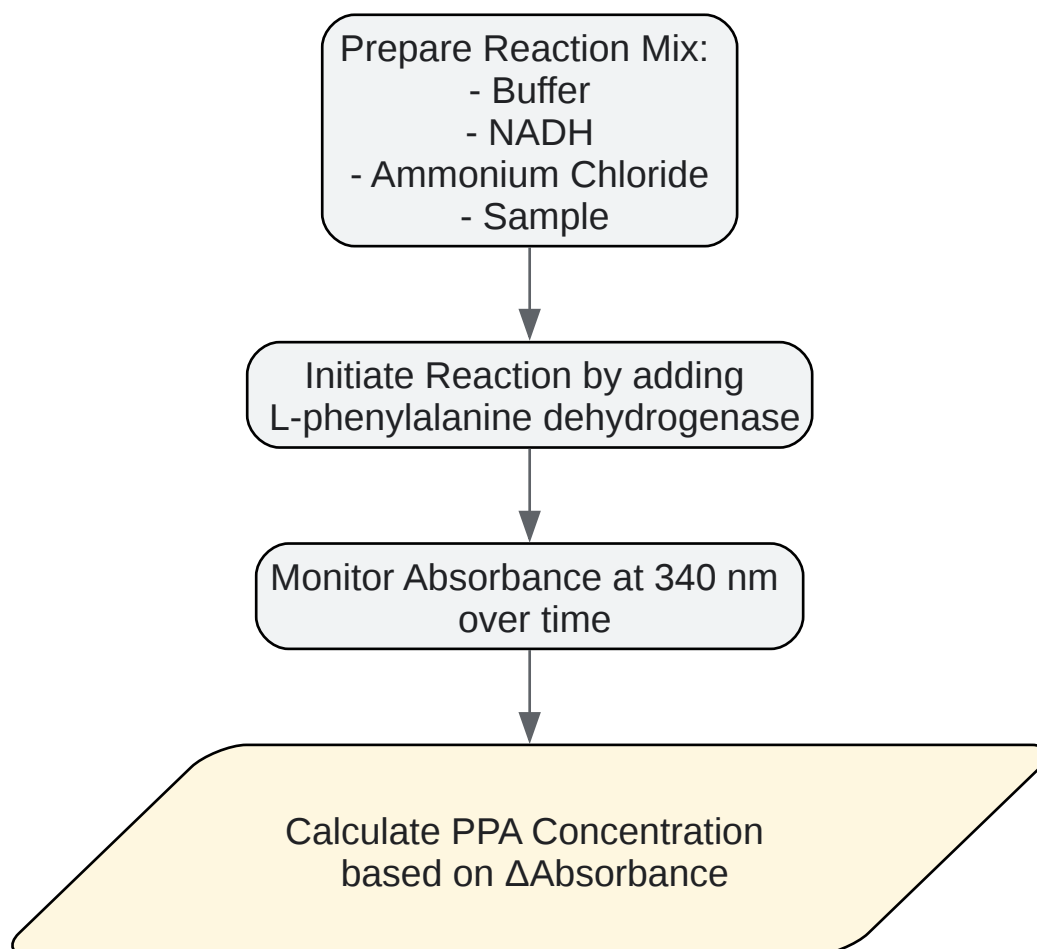 Prepare Reaction Mix:
- Buffer
- NADH
- Ammonium Chloride
- Sample
Initiate Reaction by adding
L-phenylalanine dehydrogenase
Monitor Absorbance at 340 nm
over time
Calculate PPA Concentration
based on ΔAbsorbance